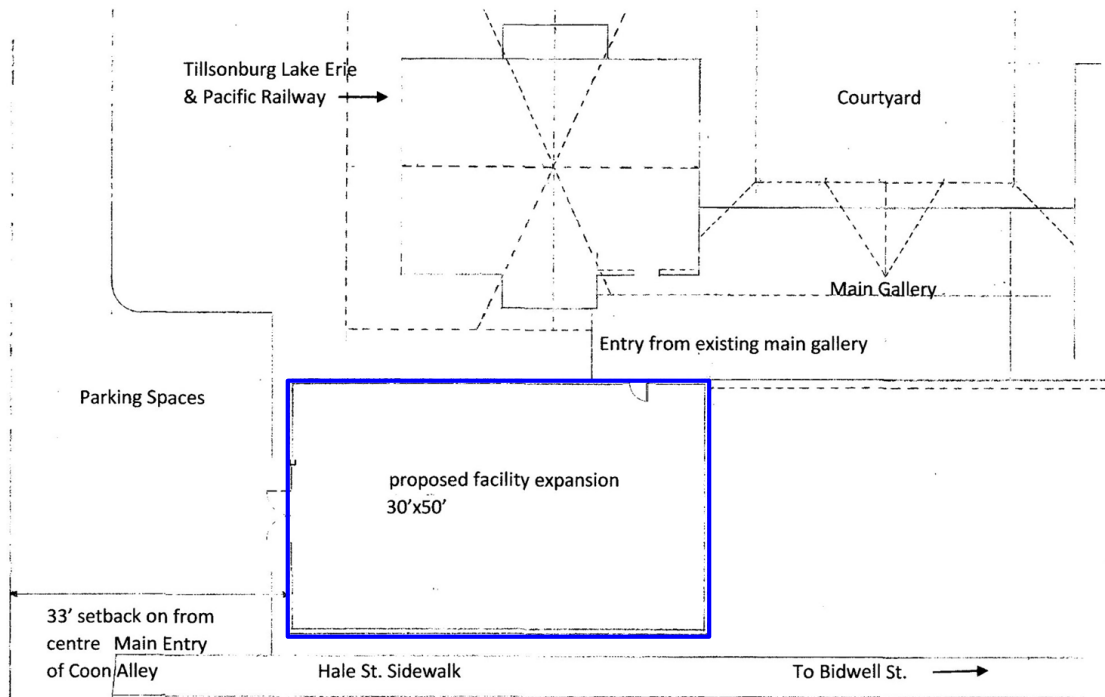 Tillsonburg Lake Erie
& Pacific Railway
Courtyard
Main Gallery
Entry from existing main gallery
Parking Spaces
proposed facility expansion
30'x50'
33' setback on from
centre Main Entry
of Coon Alley
Hale St. Sidewalk
To Bidwell St.